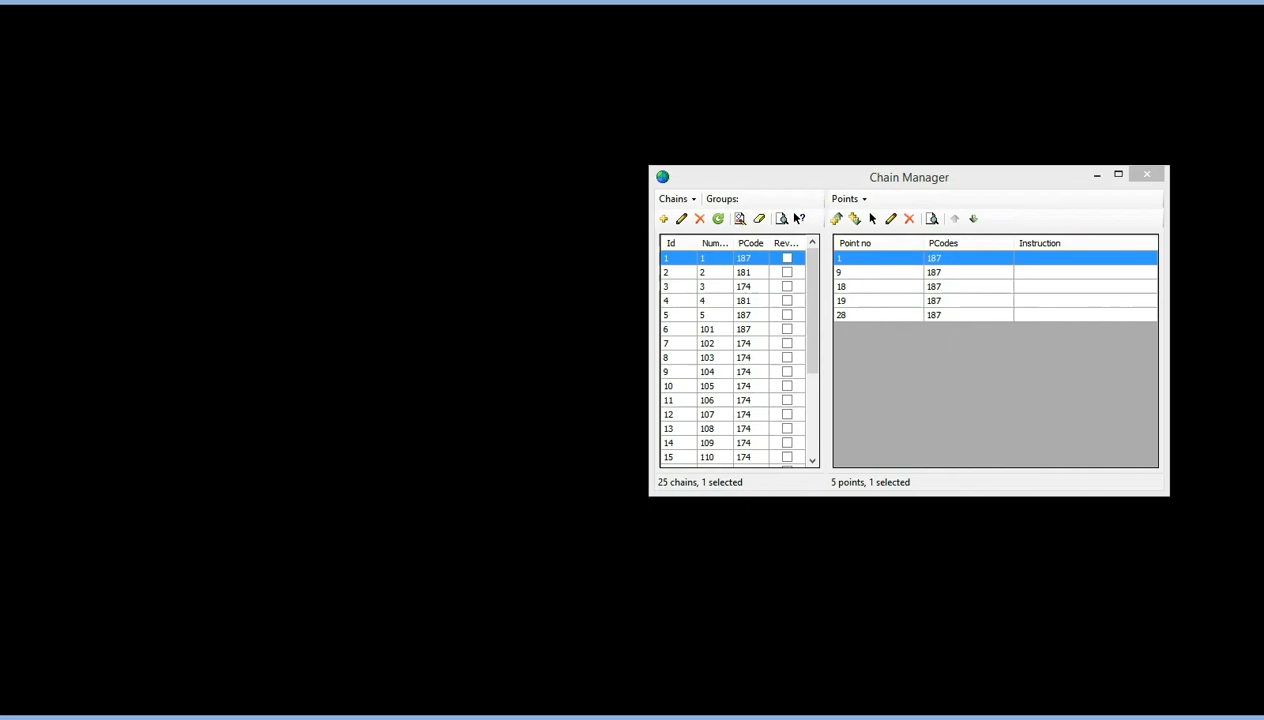 Chain Manager
Chains Groups: Points
Id Num... PCode Rev...
1 1 187
2 2 181
3 3 174
4 4 181
5 5 187
6 101 187
7 102 174
8 103 174
9 104 174
10 105 174
11 106 174
12 107 174
13 108 174
14 109 174
15 110 174
25 chains, 1 selected
Point no PCodes Instruction
1 187
9 187
18 187
19 187
28 187
5 points, 1 selected